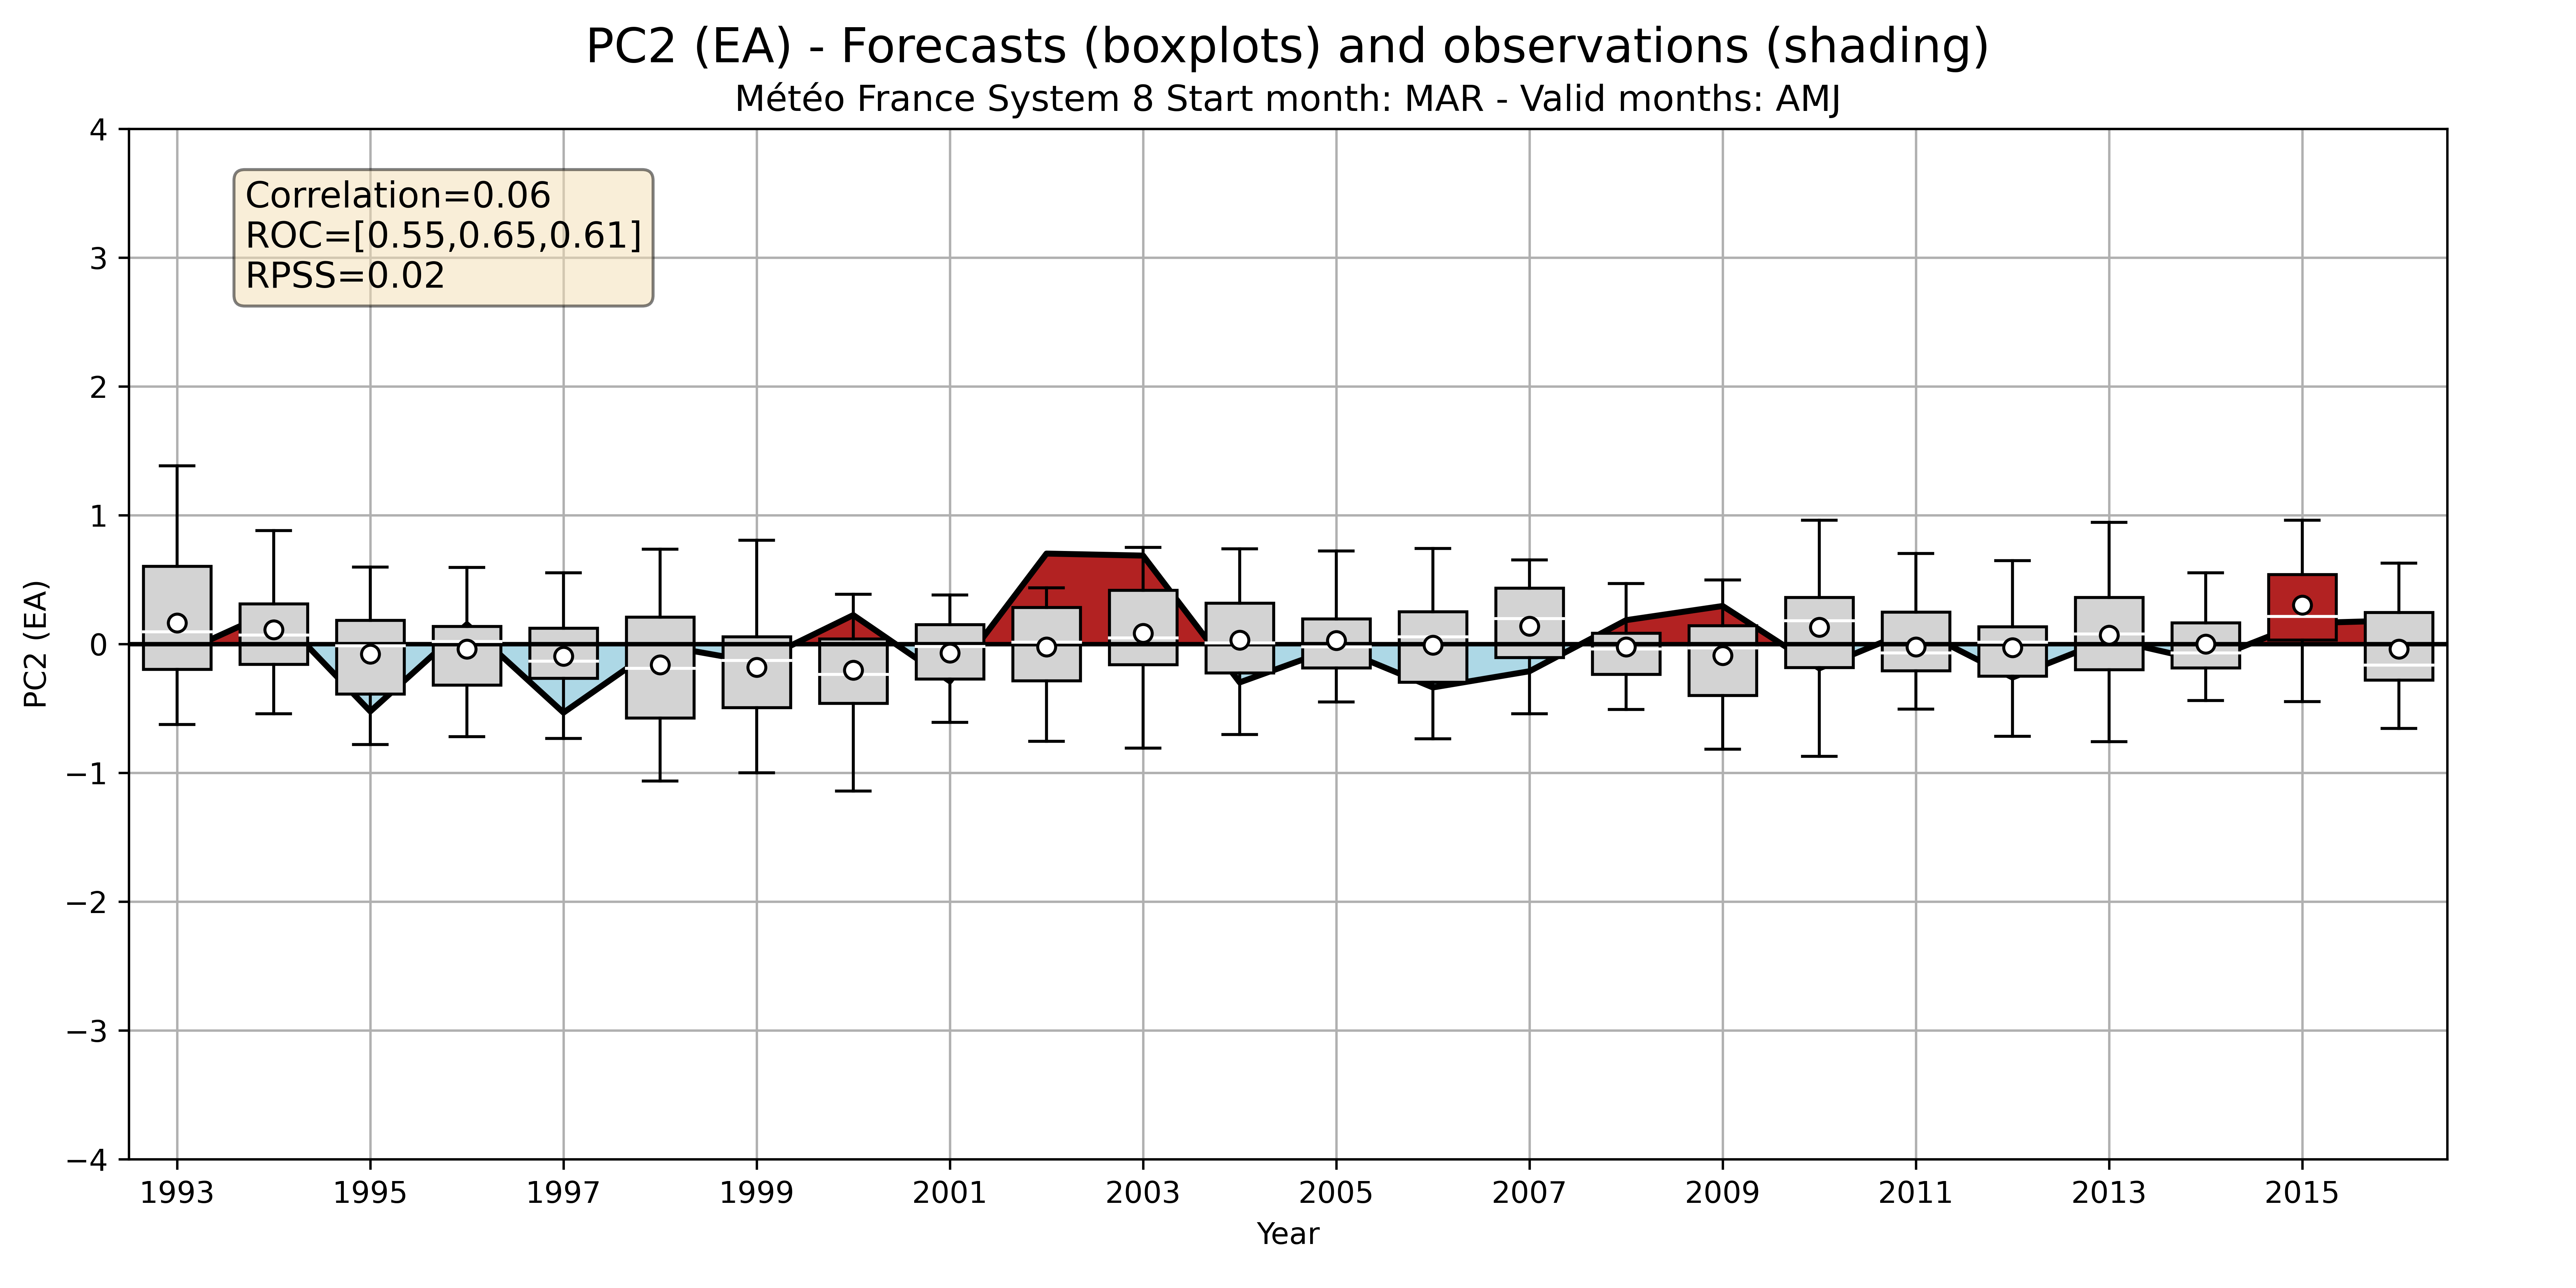 PC2 (EA) - Forecasts (boxplots) and observations (shading)
Météo France System 8 Start month: MAR - Valid months: AMJ
Correlation=0.06
ROC=[0.55,0.65,0.61]
RPSS=0.02
PC2 (EA)
4
3
2
1
0
−1
−2
−3
−4
1993 1995 1997 1999 2001 2003 2005 2007 2009 2011 2013 2015
Year